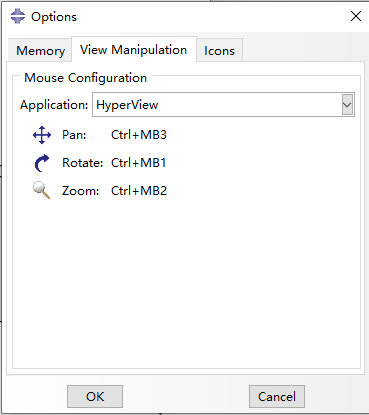 Options
Memory View Manipulation Icons
Mouse Configuration
Application: HyperView
Pan: Ctrl+MB3
Rotate: Ctrl+MB1
Zoom: Ctrl+MB2
OK Cancel